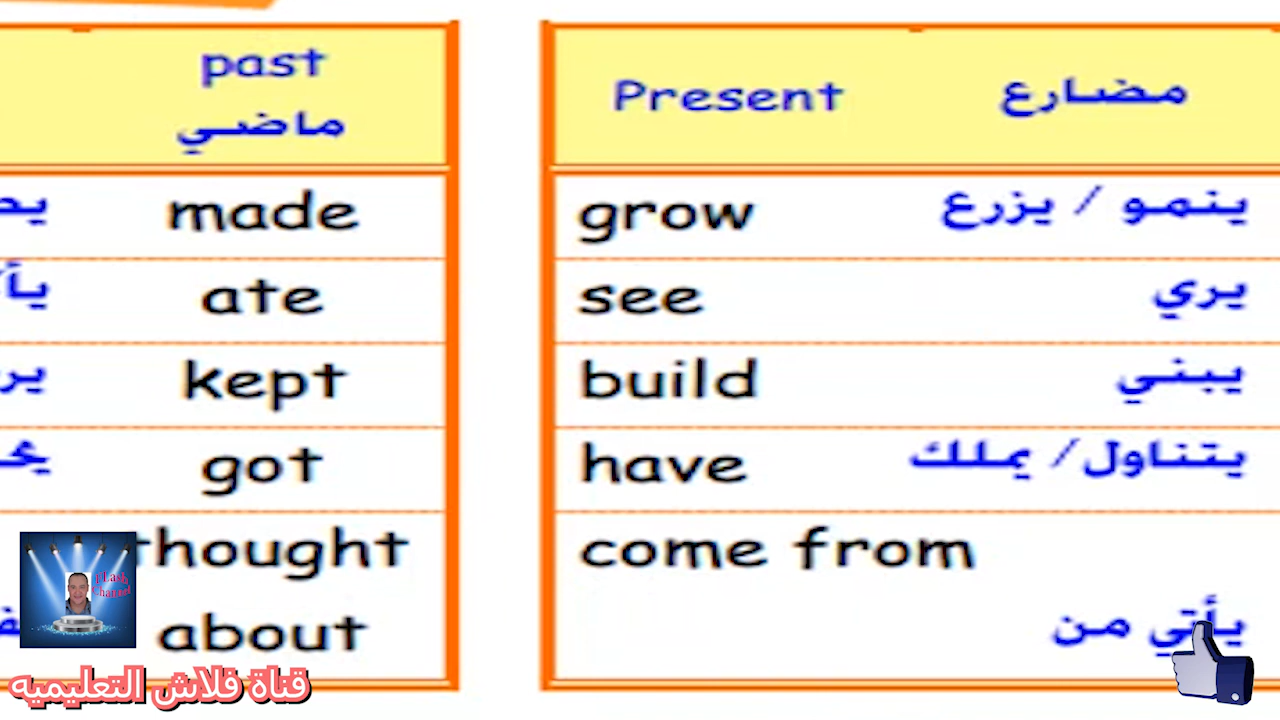 past
ماضي
made
ate
kept
got
thought
about
Present مضارع
grow ينمو / يزرع
see يري
build يبني
have يتناول/ يملك
come from
يأتي من
FLash
Channel
قناة فلاش التعليميه